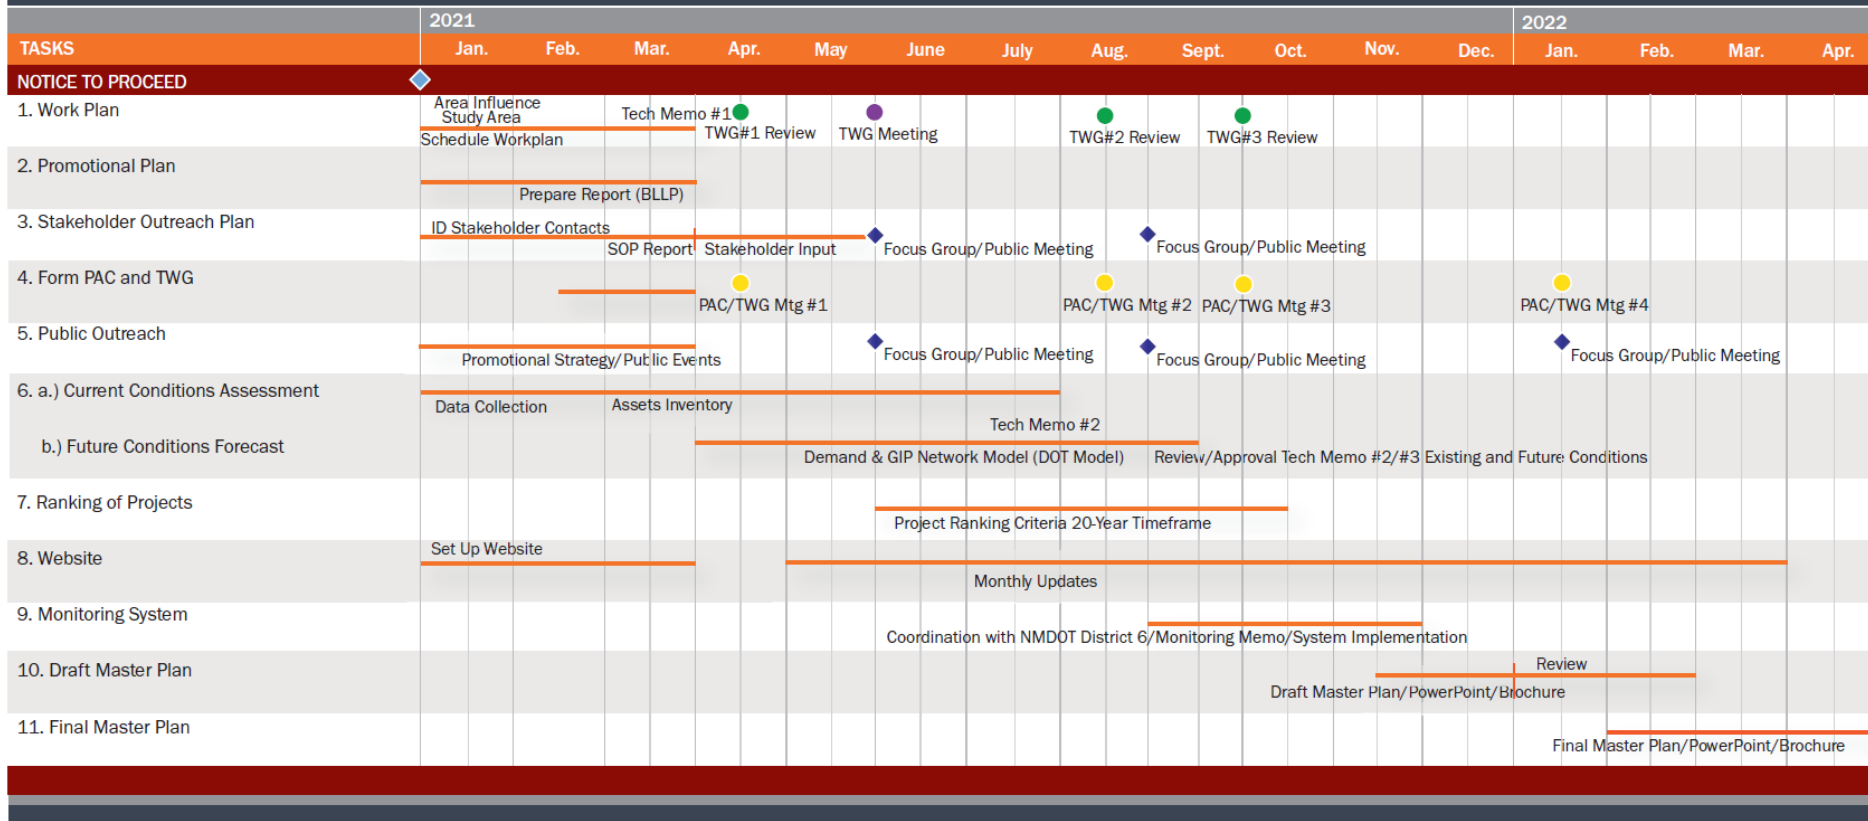 2021 2022
TASKS Jan. Feb. Mar. Apr. May June July Aug. Sept. Oct. Nov. Dec. Jan. Feb. Mar. Apr.
NOTICE TO PROCEED
1. Work Plan
Area Influence
Study Area
Schedule Workplan
Tech Memo #1
TWG#1 Review
TWG Meeting
TWG#2 Review
TWG#3 Review
2. Promotional Plan
Prepare Report (BLLP)
3. Stakeholder Outreach Plan
ID Stakeholder Contacts
SOP Report
Stakeholder Input
Focus Group/Public Meeting
Focus Group/Public Meeting
4. Form PAC and TWG
PAC/TWG Mtg #1
PAC/TWG Mtg #2
PAC/TWG Mtg #3
PAC/TWG Mtg #4
5. Public Outreach
Promotional Strategy/Public Events
Focus Group/Public Meeting
Focus Group/Public Meeting
Focus Group/Public Meeting
6. a.) Current Conditions Assessment
Data Collection
Assets Inventory
Tech Memo #2
b.) Future Conditions Forecast
Demand & GIP Network Model (DOT Model)
Review/Approval Tech Memo #2/#3 Existing and Future Conditions
7. Ranking of Projects
Project Ranking Criteria 20-Year Timeframe
8. Website
Set Up Website
Monthly Updates
9. Monitoring System
Coordination with NMDOT District 6/Monitoring Memo/System Implementation
10. Draft Master Plan
Review
Draft Master Plan/PowerPoint/Brochure
11. Final Master Plan
Final Master Plan/PowerPoint/Brochure